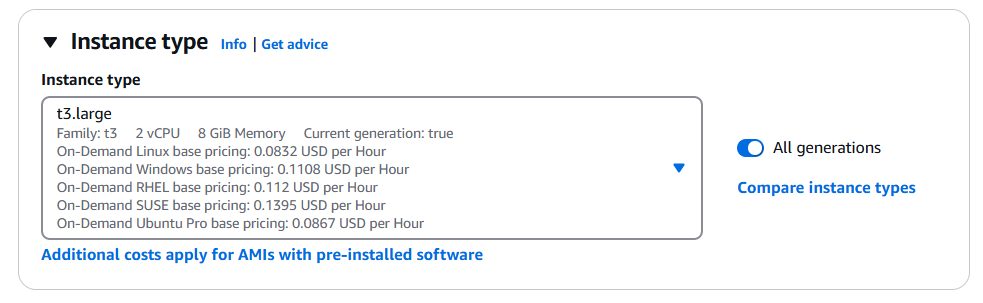 Instance type Info | Get advice
Instance type
t3.large
Family: t3 2 vCPU 8 GiB Memory Current generation: true
On-Demand Linux base pricing: 0.0832 USD per Hour
On-Demand Windows base pricing: 0.1108 USD per Hour
On-Demand RHEL base pricing: 0.112 USD per Hour
On-Demand SUSE base pricing: 0.1395 USD per Hour
On-Demand Ubuntu Pro base pricing: 0.0867 USD per Hour
All generations
Compare instance types
Additional costs apply for AMIs with pre-installed software